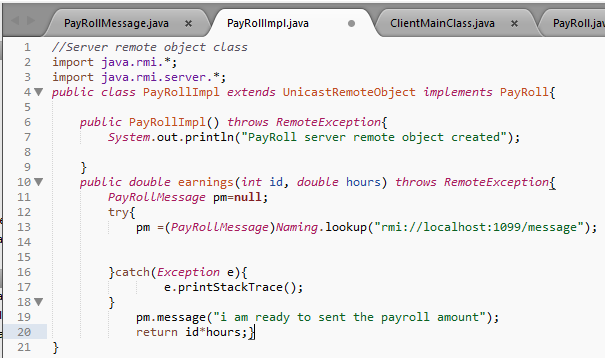 PayRollMessage.java × PayRollImpl.java ClientMainClass.java × PayRoll.jav
1 //Server remote object class
2 import java.rmi.*;
3 import java.rmi.server.*;
4 public class PayRollImpl extends UnicastRemoteObject implements PayRoll{
5
6 public PayRollImpl() throws RemoteException{
7 System.out.println("PayRoll server remote object created");
8
9 }
10 public double earnings(int id, double hours) throws RemoteException{
11 PayRollMessage pm=null;
12 try{
13 pm =(PayRollMessage)Naming.lookup("rmi://localhost:1099/message");
14
15
16 }catch(Exception e){
17 e.printStackTrace();
18 }
19 pm.message("i am ready to sent the payroll amount");
20 return id*hours;}
21 }